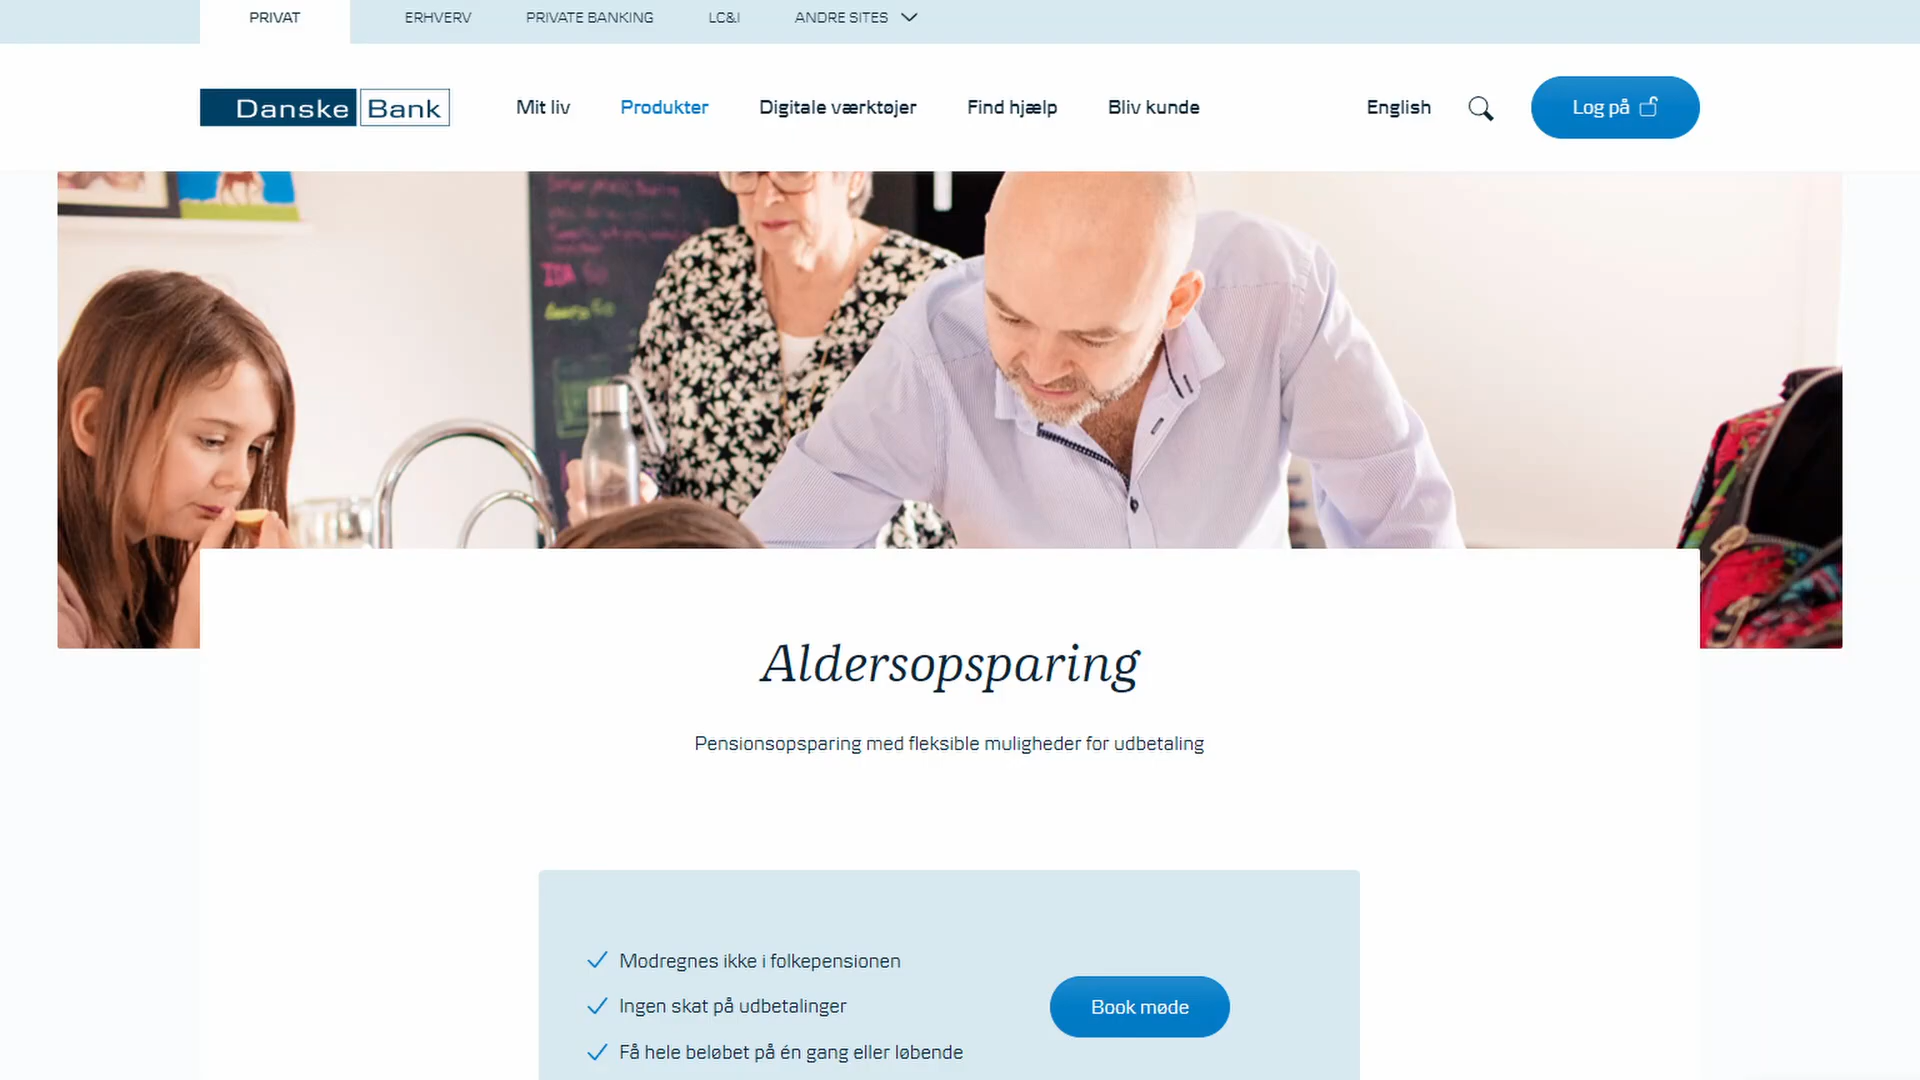 PRIVAT
ERHVERV
PRIVATE BANKING
LC&I
ANDRE SITES
Danske Bank
Mit liv
Produkter
Digitale værktøjer
Find hjælp
Bliv kunde
English
Log på
Aldersopsparing
Pensionsopsparing med fleksible muligheder for udbetaling
Modregnes ikke i folkepensionen
Ingen skat på udbetalinger
Få hele beløbet på én gang eller løbende
Book møde